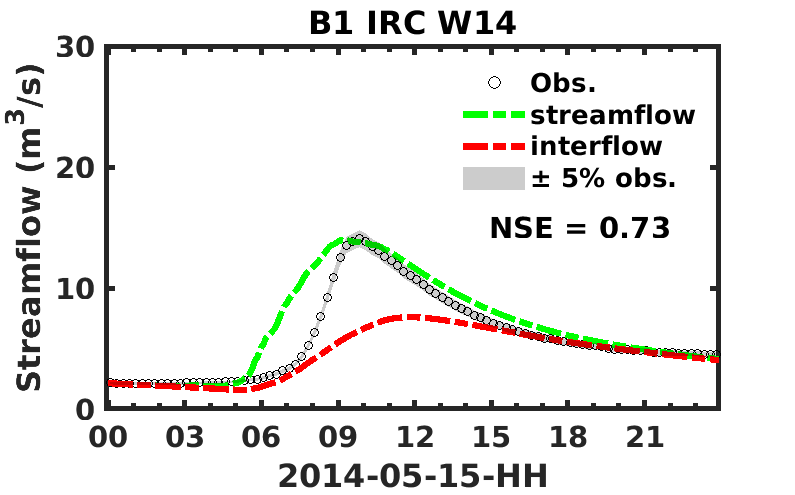 B1 IRC W14
30
20
10
0
Streamflow (m³/s)
Obs.
streamflow
interflow
± 5% obs.
NSE = 0.73
00 03 06 09 12 15 18 21
2014-05-15-HH